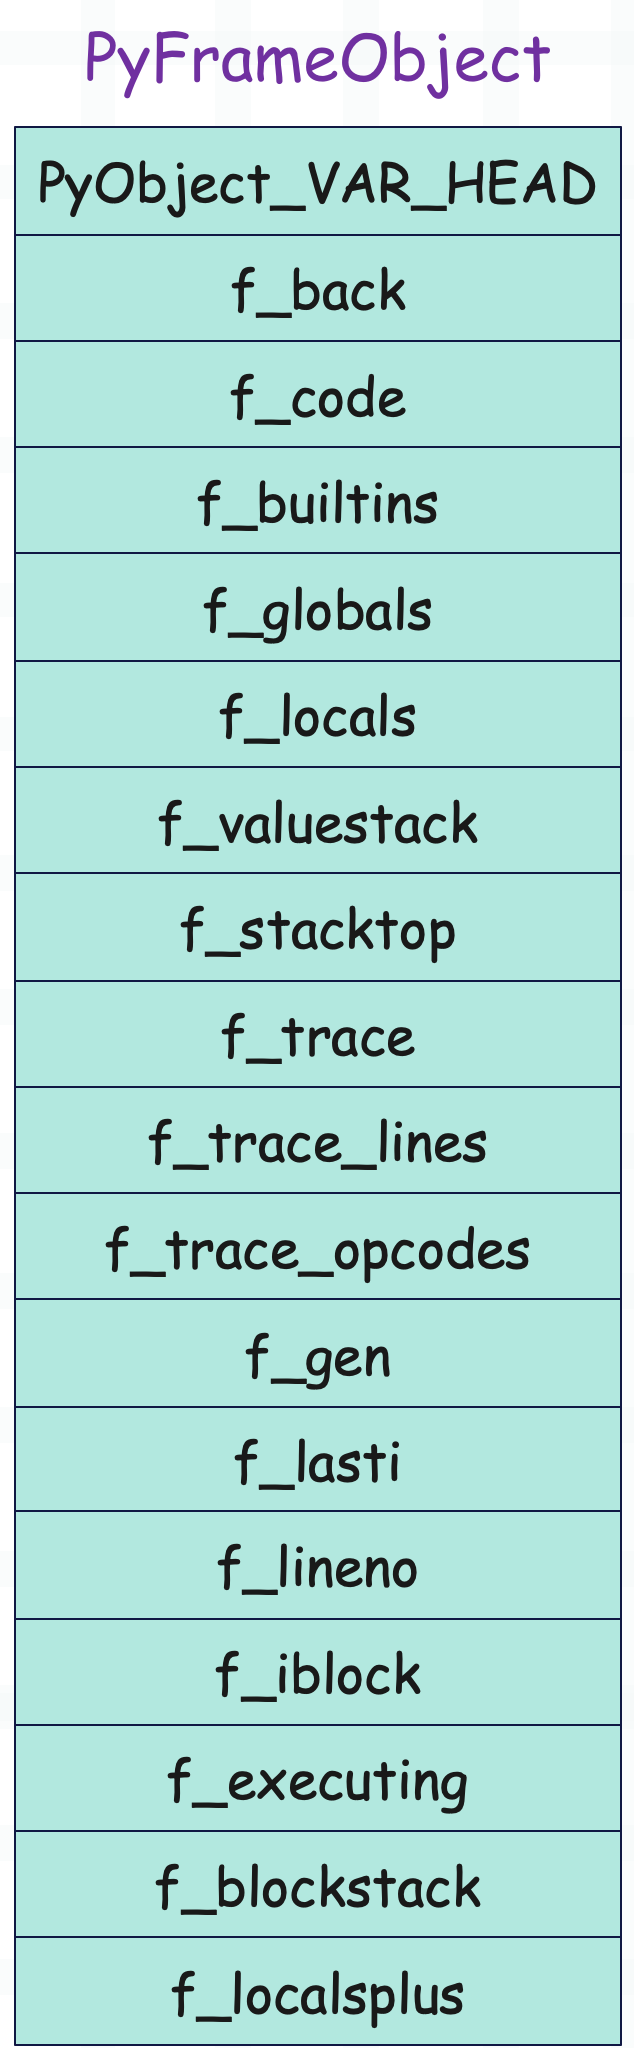 PyFrameObject
PyObject_VAR_HEAD
f_back
f_code
f_builtins
f_globals
f_locals
f_valuestack
f_stacktop
f_trace
f_trace_lines
f_trace_opcodes
f_gen
f_lasti
f_lineno
f_iblock
f_executing
f_blockstack
f_localsplus